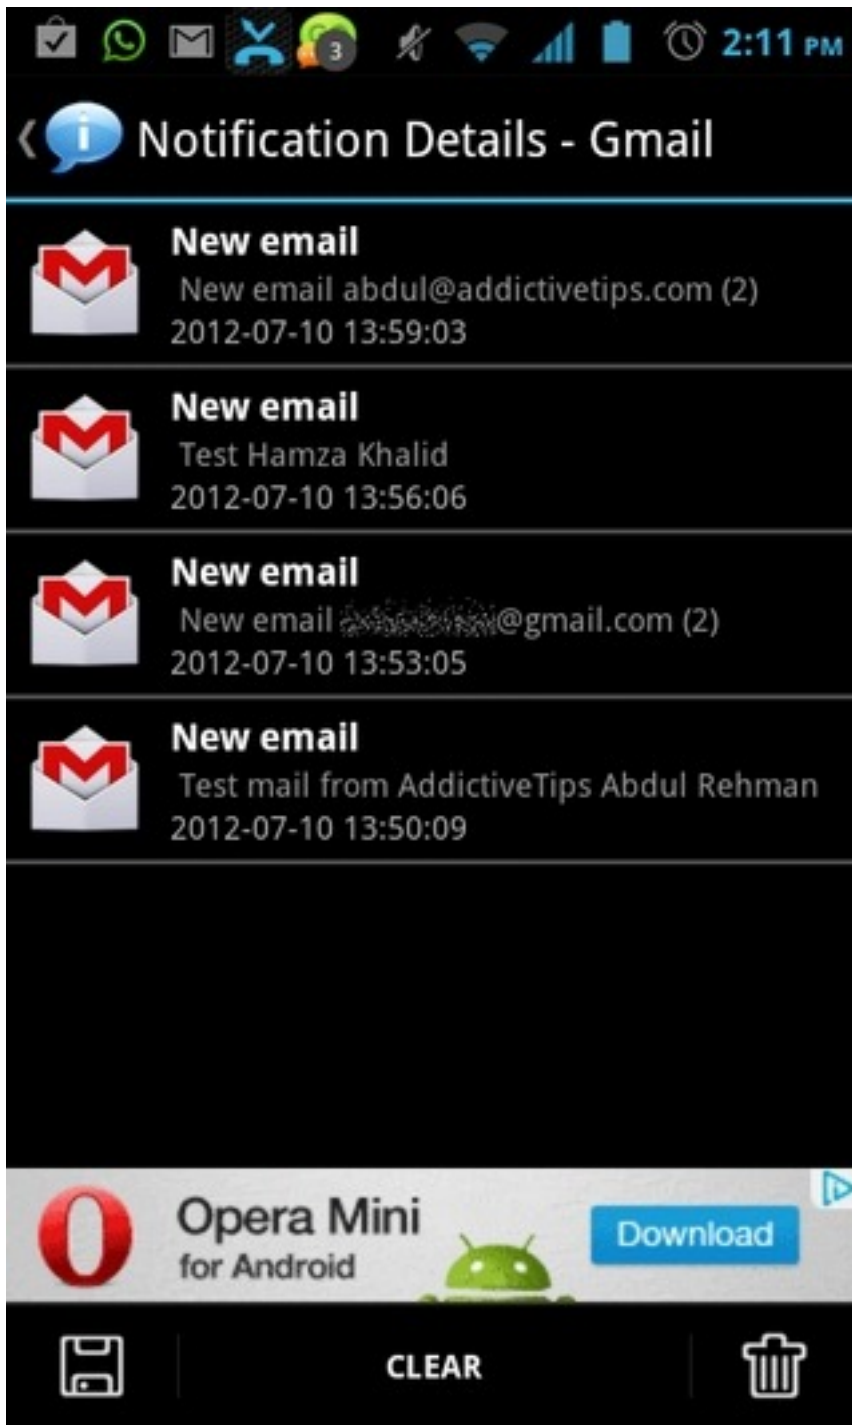 3
2:11 PM
Notification Details - Gmail
New email
New email abdul@addictivetips.com (2)
2012-07-10 13:59:03
New email
Test Hamza Khalid
2012-07-10 13:56:06
New email
New email @gmail.com (2)
2012-07-10 13:53:05
New email
Test mail from AddictiveTips Abdul Rehman
2012-07-10 13:50:09
Opera Mini
for Android
Download
CLEAR